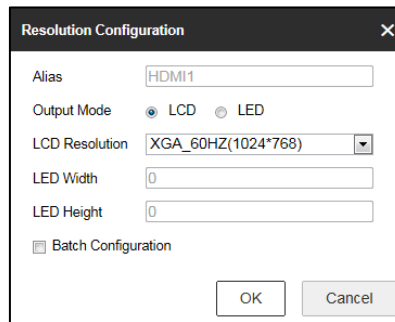 Resolution Configuration
Alias HDMI1
Output Mode LCD LED
LCD Resolution XGA_60HZ(1024*768)
LED Width 0
LED Height 0
Batch Configuration
OK Cancel